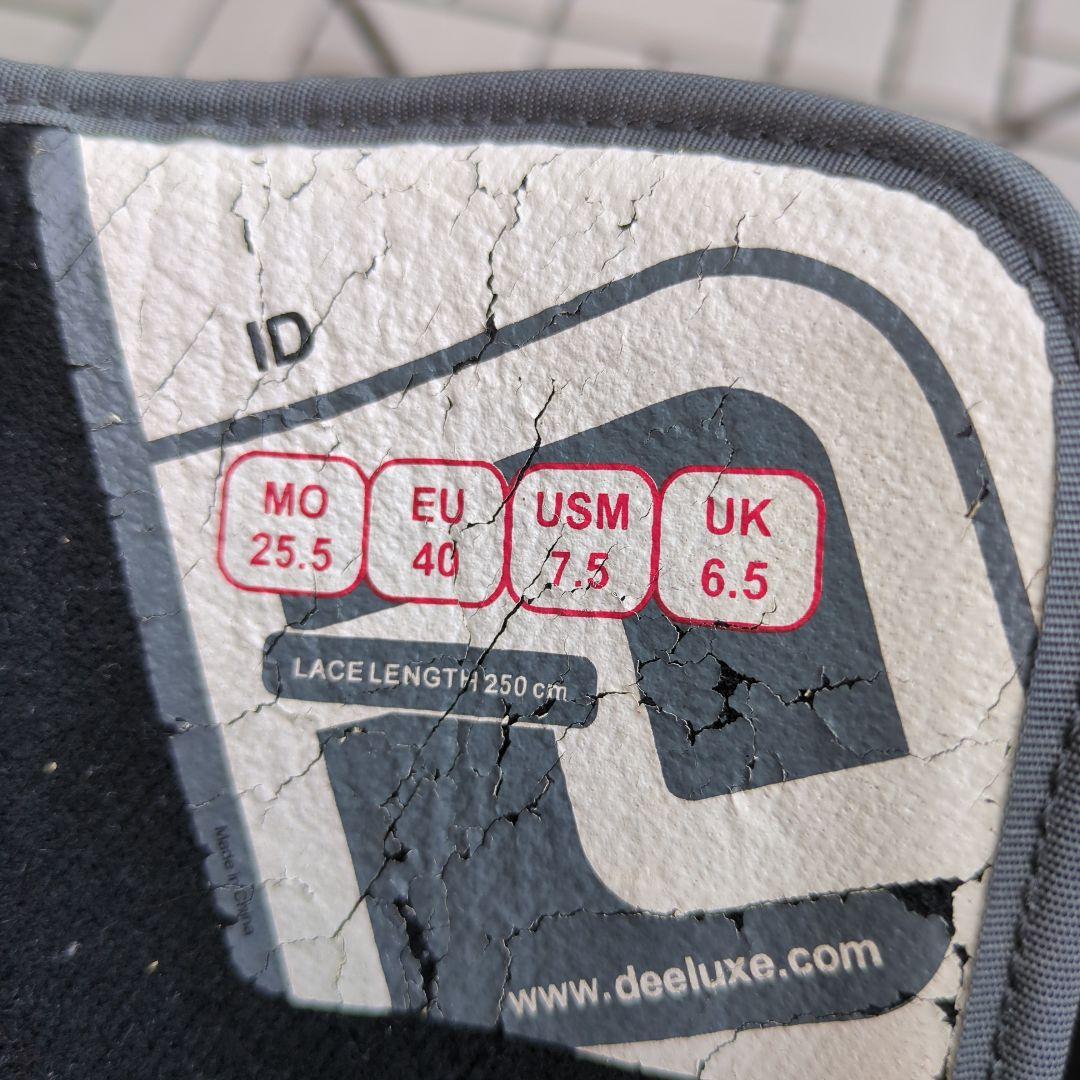 ID
MO EU USM UK
25.5 40 7.5 6.5
LACE LENGTH 250 cm
Made in China
www.deeluxe.com